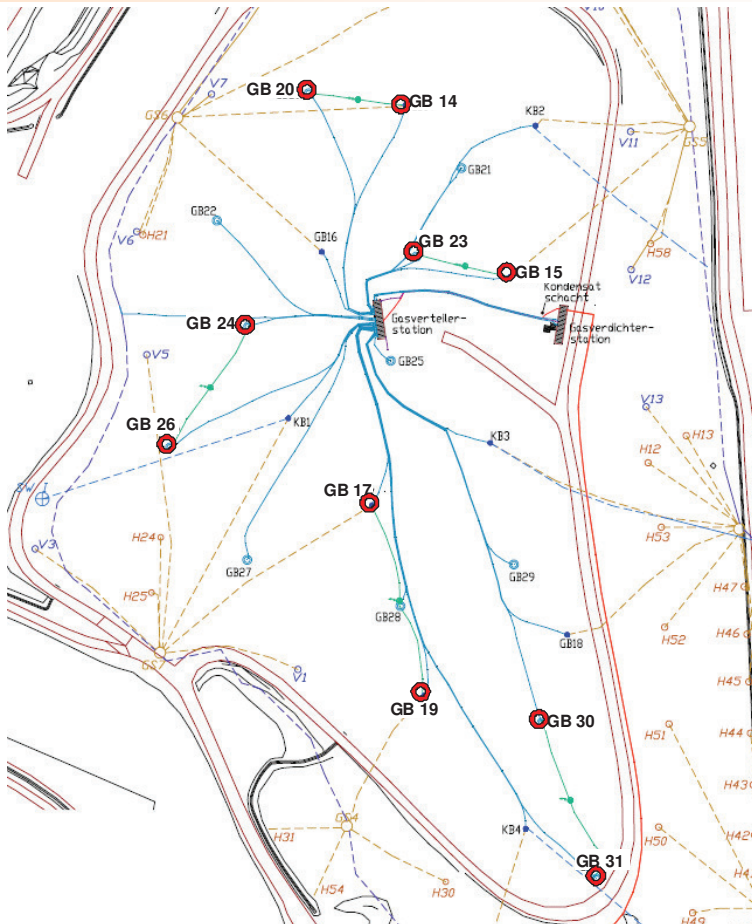 V10
V7
GB 20
GB 14
GS6
KB2
V11
GS5
GB21
GB22
V6
H21
GB16
GB 23
H58
GB 15
V12
Kondensat
schacht
GB 24
Gasverteiler-
station
Gasverdichter-
station
V5
GB25
V13
GB 26
KB1
KB3
H13
H12
SW I
GB 17
H24
H53
V3
GB27
GB29
H25
GB28
H47
GB18
H52
H46
GS7
V1
H45
GB 19
GB 30
H51
H44
H43
GS4
H31
KB4
H50
H42
GB 31
H54
H30
H49